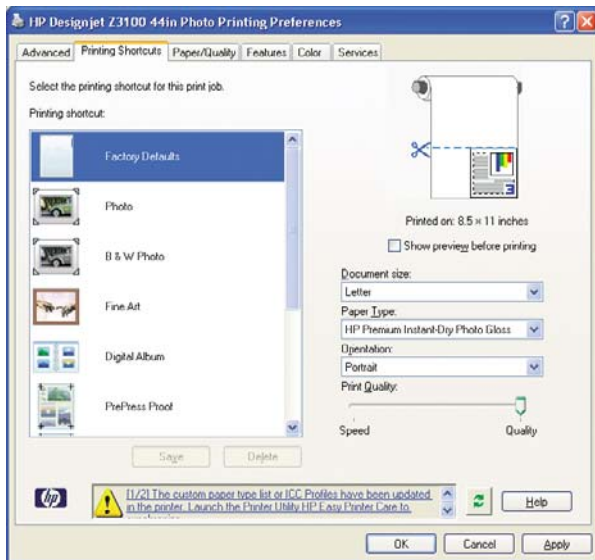 HP Designjet Z3100 44in Photo Printing Preferences
Advanced Printing Shortcuts Paper/Quality Features Color Services
Select the printing shortcut for this print job.
Printing shortcut:
Factory Defaults
Photo
B & W Photo
Fine Art
Digital Album
PrePress Proof
Save Delete
3
Printed on: 8.5 × 11 inches
Show preview before printing
Document size:
Letter
Paper Type:
HP Premium Instant-Dry Photo Gloss
Orientation:
Portrait
Print Quality:
Speed Quality
hp
[1/2] The custom paper type list or ICC Profiles have been updated
in the printer. Launch the Printer Utility HP Easy Printer Care to
Help
OK Cancel Apply